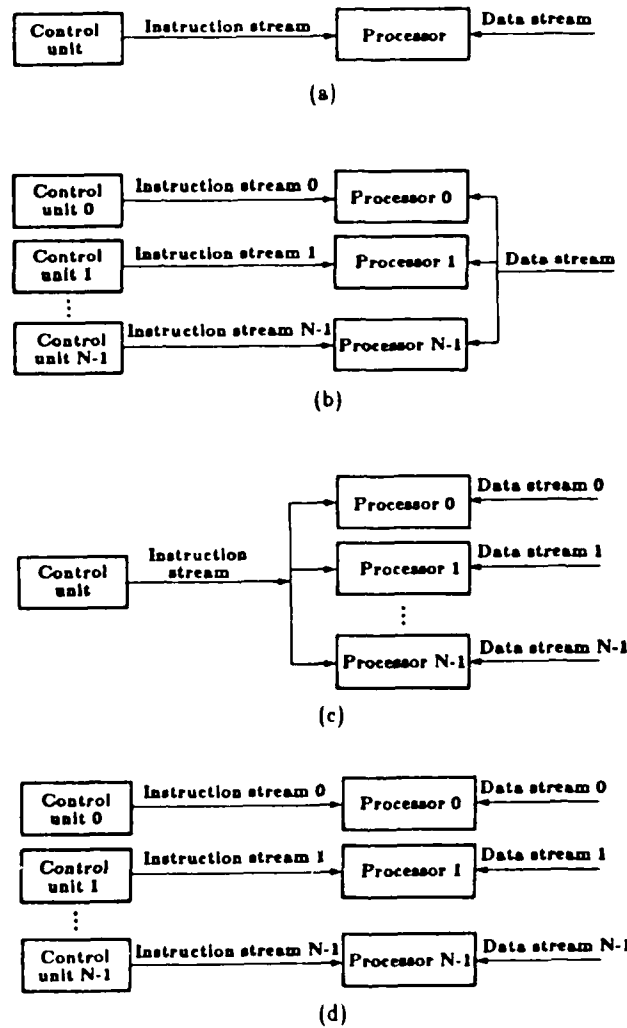 Control
unit
Instruction stream
Processor
Data stream
(a)
Control
unit 0
Instruction stream 0
Processor 0
Control
unit 1
Instruction stream 1
Processor 1
Data stream
Control
unit N-1
Instruction stream N-1
Processor N-1
(b)
Processor 0
Data stream 0
Control
unit
Instruction
stream
Processor 1
Data stream 1
Processor N-1
Data stream N-1
(c)
Control
unit 0
Instruction stream 0
Processor 0
Data stream 0
Control
unit 1
Instruction stream 1
Processor 1
Data stream 1
Control
unit N-1
Instruction stream N-1
Processor N-1
Data stream N-1
(d)